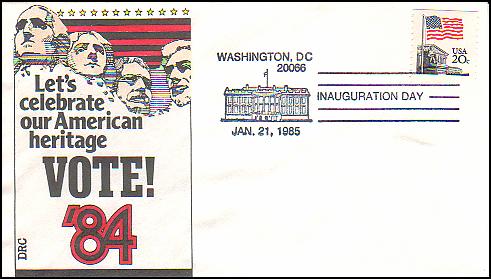 Let's
celebrate
our American
heritage
VOTE!
'84
DRC
WASHINGTON, DC
20066
INAUGURATION DAY
JAN. 21, 1985
USA
20c